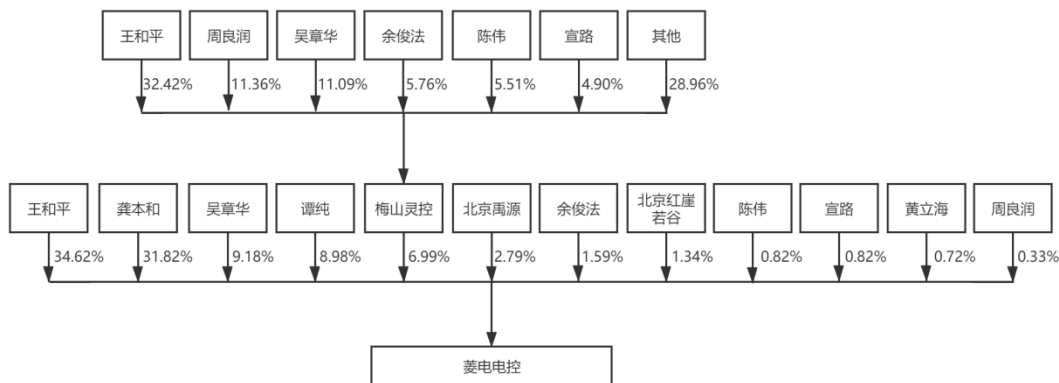 王和平
周良润
吴章华
余俊法
陈伟
宣路
其他
32.42%
11.36%
11.09%
5.76%
5.51%
4.90%
28.96%
王和平
龚本和
吴章华
谭纯
梅山灵控
北京禹源
余俊法
北京红崖
若谷
陈伟
宣路
黄立海
周良润
34.62%
31.82%
9.18%
8.98%
6.99%
2.79%
1.59%
1.34%
0.82%
0.82%
0.72%
0.33%
菱电电控